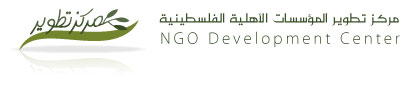 مركز تطوير
مركز تطوير المؤسسات الأهلية الفلسطينية
NGO Development Center